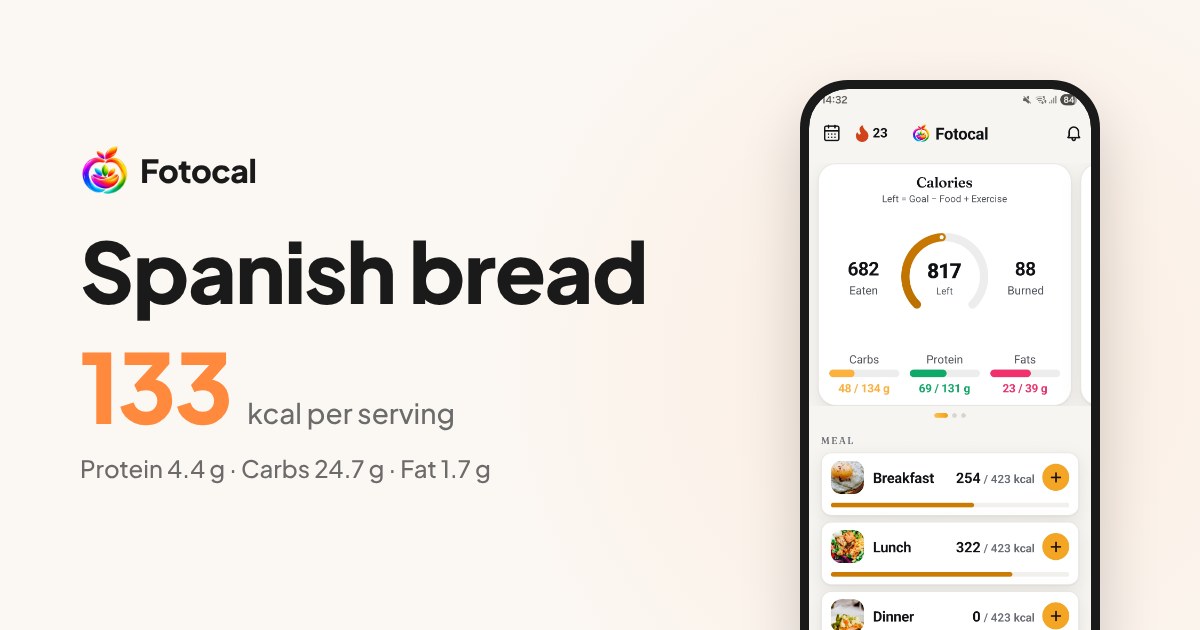 Fotocal
Spanish bread
133 kcal per serving
Protein 4.4 g · Carbs 24.7 g · Fat 1.7 g
14:32
84
23
Fotocal
Calories
Left = Goal − Food + Exercise
682
Eaten
817
Left
88
Burned
Carbs
48 / 134 g
Protein
69 / 131 g
Fats
23 / 39 g
MEAL
Breakfast 254 / 423 kcal +
Lunch 322 / 423 kcal +
Dinner 0 / 423 kcal +